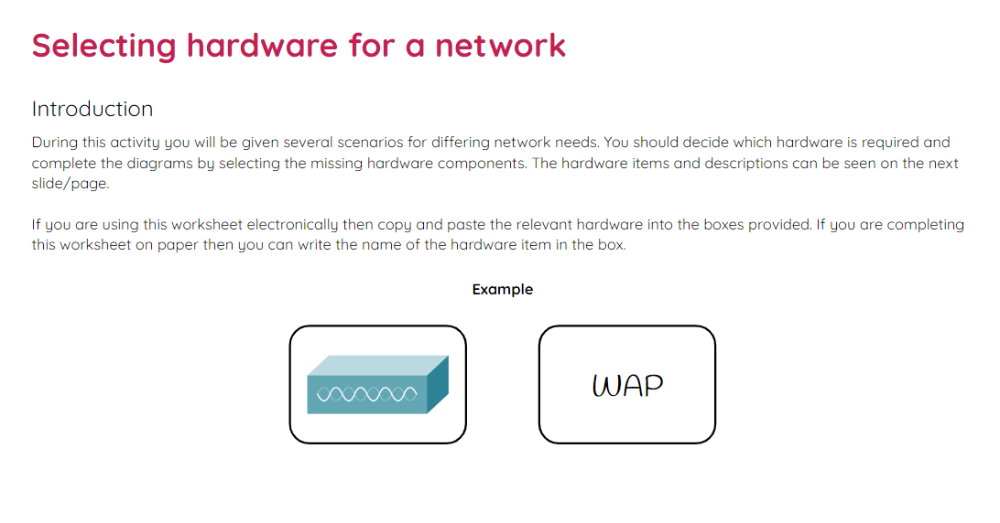 Selecting hardware for a network
Introduction
During this activity you will be given several scenarios for differing network needs. You should decide which hardware is required and
complete the diagrams by selecting the missing hardware components. The hardware items and descriptions can be seen on the next
slide/page.
If you are using this worksheet electronically then copy and paste the relevant hardware into the boxes provided. If you are completing
this worksheet on paper then you can write the name of the hardware item in the box.
Example
WAP